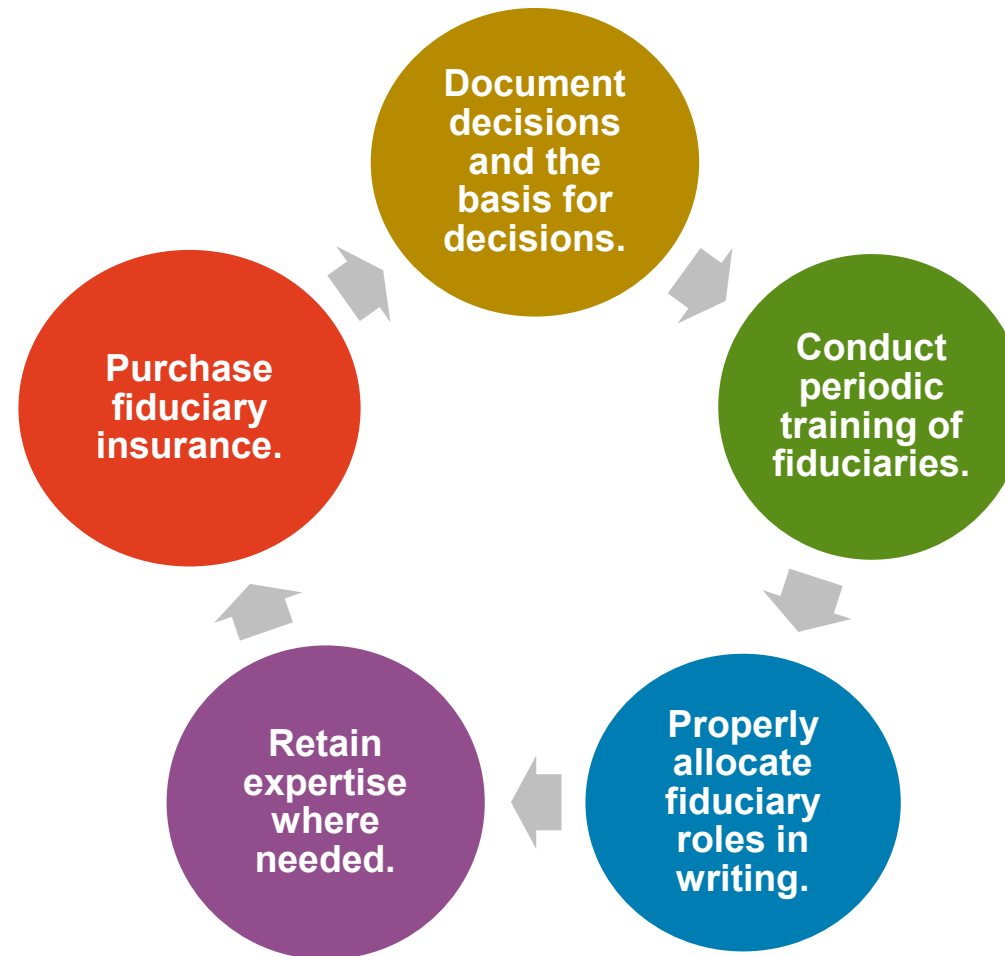 Document
decisions
and the
basis for
decisions.
Conduct
periodic
training of
fiduciaries.
Properly
allocate
fiduciary
roles in
writing.
Retain
expertise
where
needed.
Purchase
fiduciary
insurance.